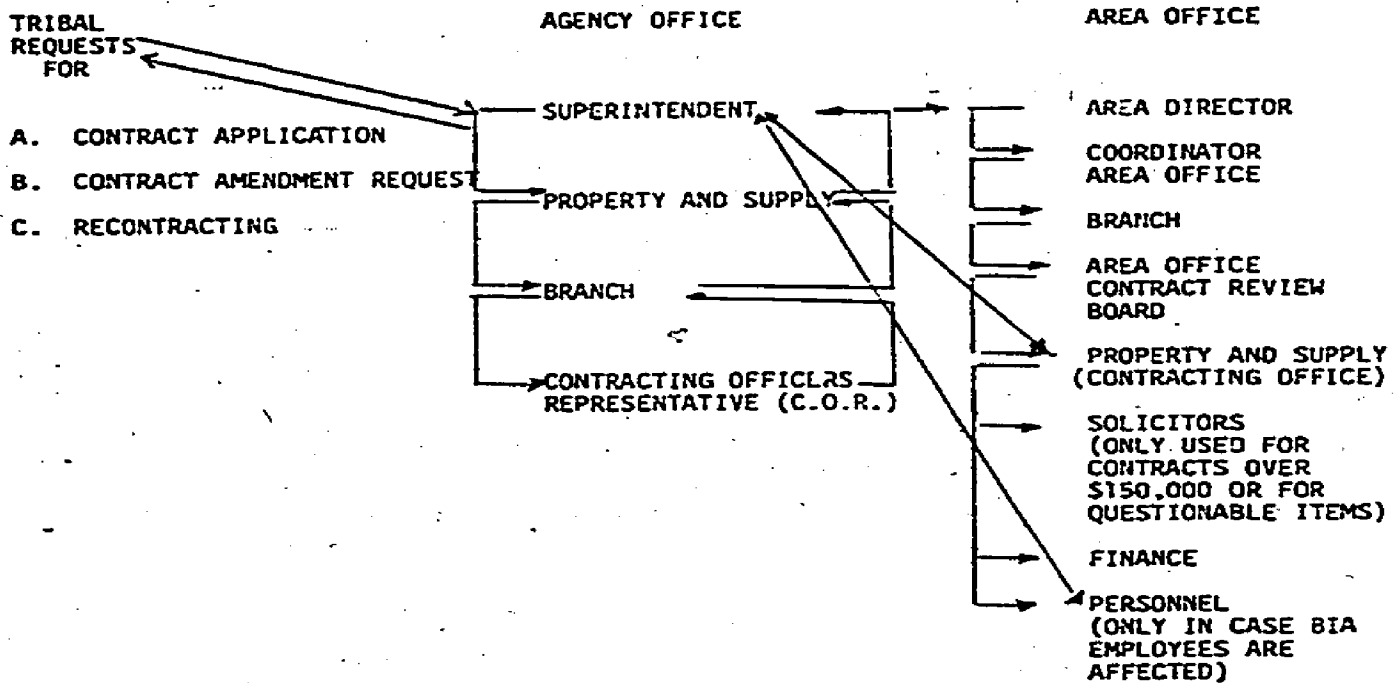 TRIBAL
REQUESTS
FOR
A. CONTRACT APPLICATION
B. CONTRACT AMENDMENT REQUEST
C. RECONTRACTING
AGENCY OFFICE
SUPERINTENDENT
PROPERTY AND SUPPLY
BRANCH
CONTRACTING OFFICERS
REPRESENTATIVE (C.O.R.)
AREA OFFICE
AREA DIRECTOR
COORDINATOR
AREA OFFICE
BRANCH
AREA OFFICE
CONTRACT REVIEW
BOARD
PROPERTY AND SUPPLY
(CONTRACTING OFFICE)
SOLICITORS
(ONLY USED FOR
CONTRACTS OVER
$150,000 OR FOR
QUESTIONABLE ITEMS)
FINANCE
PERSONNEL
(ONLY IN CASE BIA
EMPLOYEES ARE
AFFECTED)